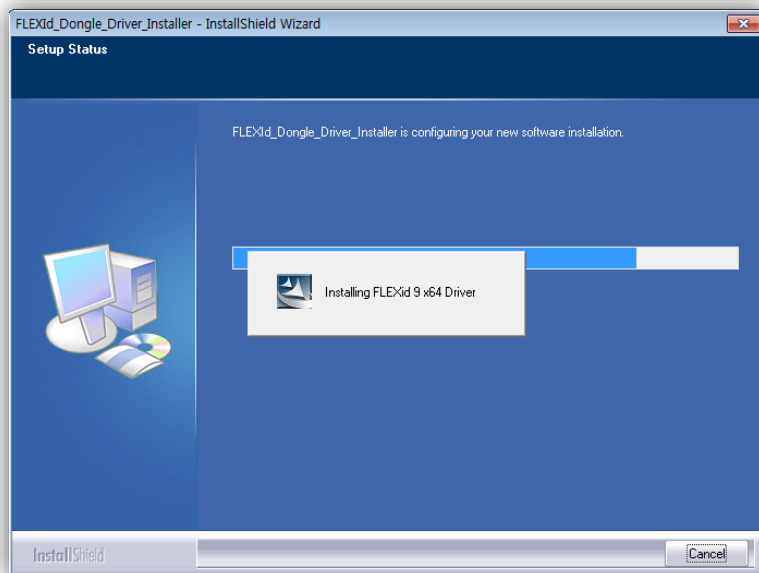 FLEXId_Dongle_Driver_Installer - InstallShield Wizard
Setup Status
FLEXId_Dongle_Driver_Installer is configuring your new software installation.
Installing FLEXid 9 x64 Driver
InstallShield
Cancel